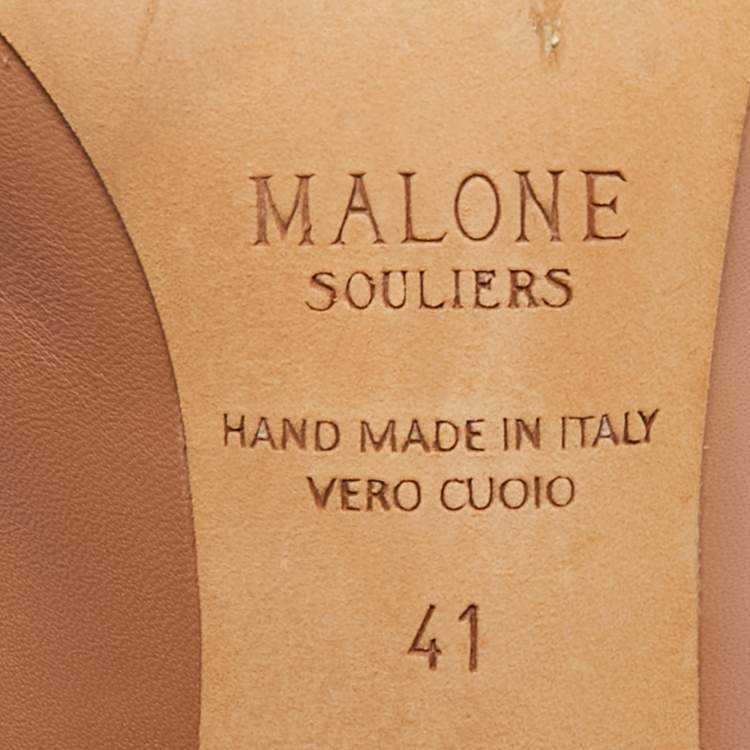 MALONE
SOULIERS
HAND MADE IN ITALY
VERO CUOIO
41